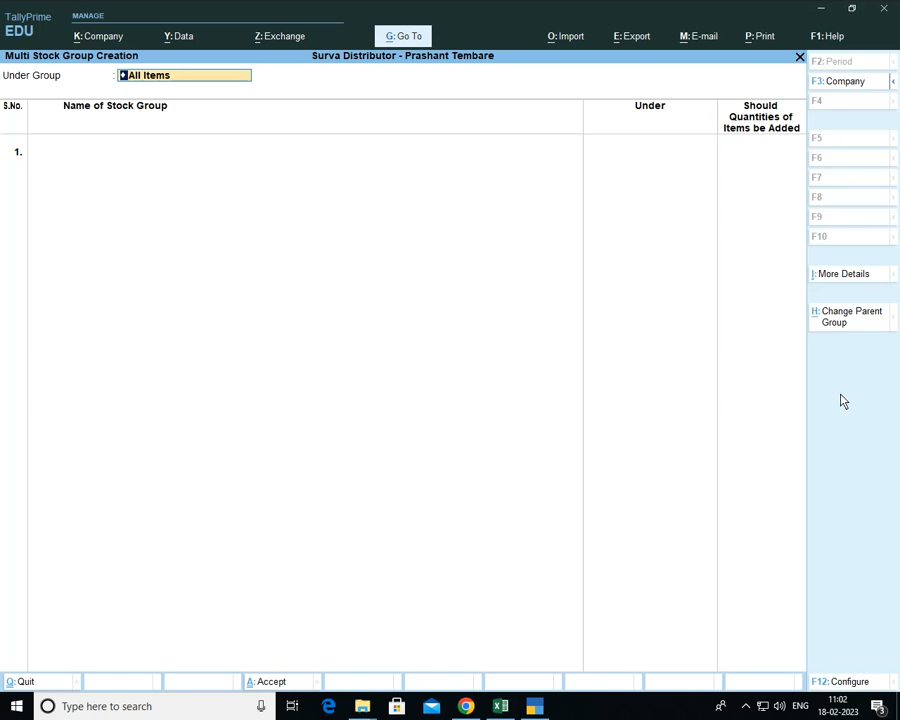 TallyPrime
EDU
MANAGE
K: Company
Y: Data
Z: Exchange
G: Go To
O: Import
E: Export
M: E-mail
P: Print
F1: Help
Multi Stock Group Creation
Surva Distributor - Prashant Tembare
Under Group : All Items
S.No.
Name of Stock Group
Under
Should
Quantities of
Items be Added
1.
F2: Period
F3: Company
F4
F5
F6
F7
F8
F9
F10
I: More Details
H: Change Parent
Group
Q: Quit
A: Accept
F12: Configure
Type here to search
ENG
11:02
18-02-2023
3